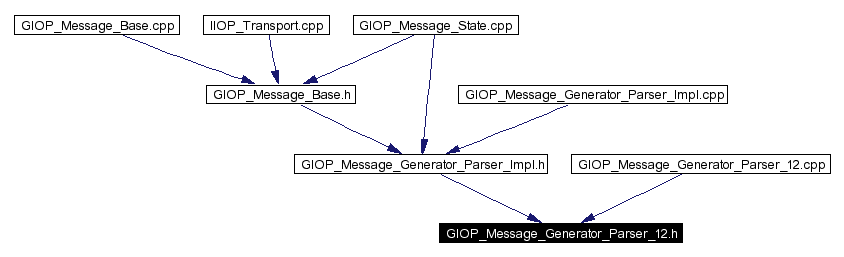 GIOP_Message_Base.cpp
IIOP_Transport.cpp
GIOP_Message_State.cpp
GIOP_Message_Base.h
GIOP_Message_Generator_Parser_Impl.cpp
GIOP_Message_Generator_Parser_Impl.h
GIOP_Message_Generator_Parser_12.cpp
GIOP_Message_Generator_Parser_12.h